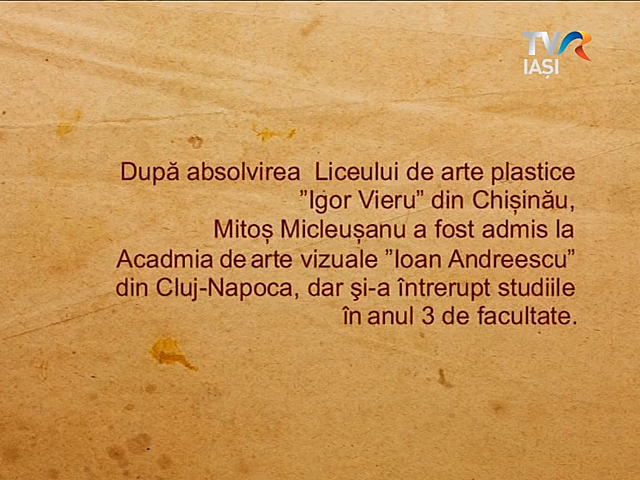 TVR
IAȘI
După absolvirea Liceului de arte plastice
”Igor Vieru” din Chișinău,
Mitoș Micleușanu a fost admis la
Acadmia de arte vizuale ”Ioan Andreescu”
din Cluj-Napoca, dar şi-a întrerupt studiile
în anul 3 de facultate.